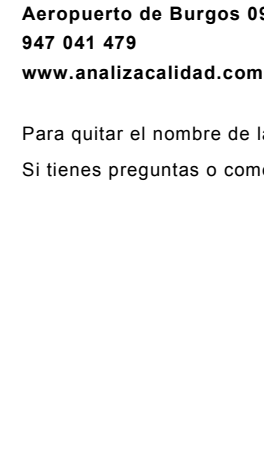 Aeropuerto de Burgos 09
947 041 479
www.analizacalidad.com
Para quitar el nombre de la
Si tienes preguntas o come